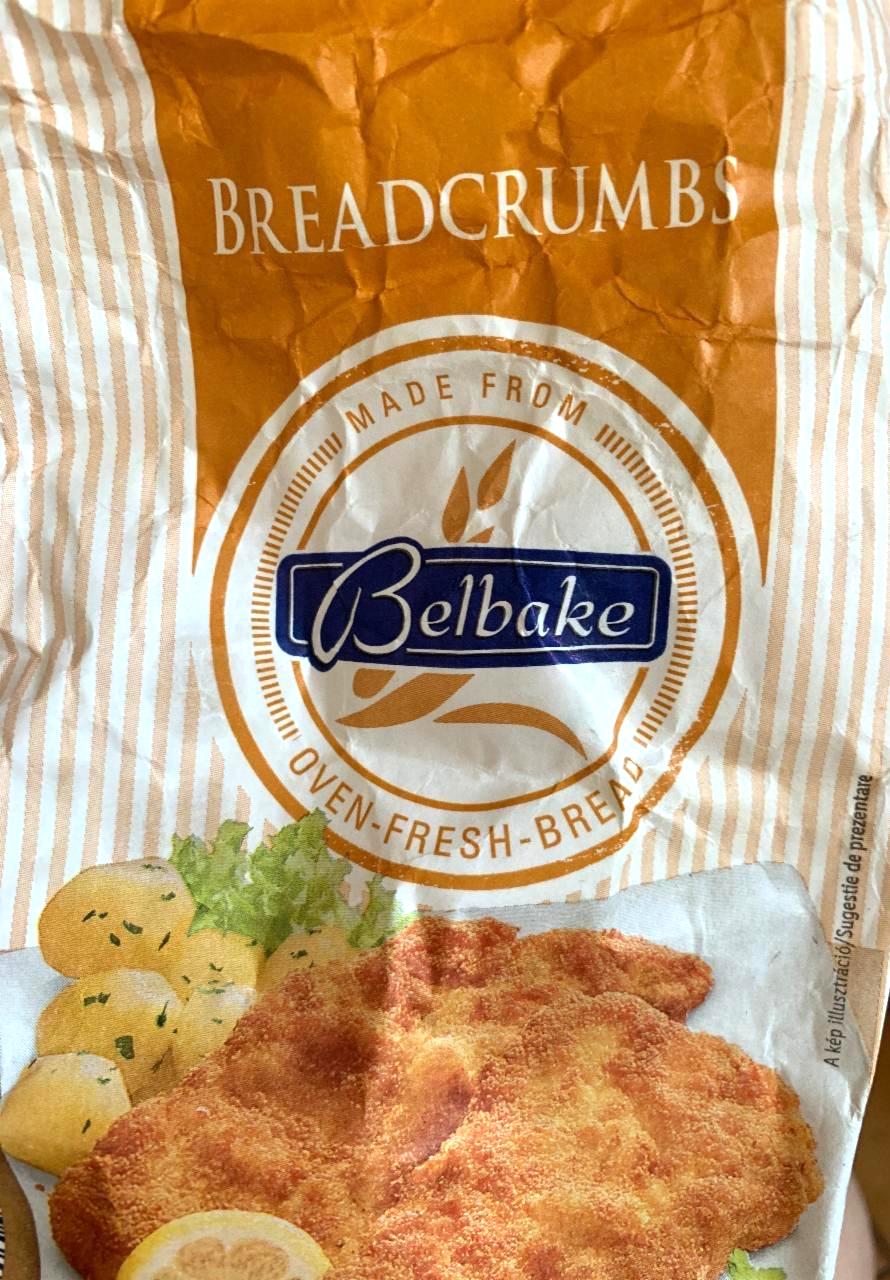 BREADCRUMBS
MADE FROM
Belbake
OVEN-FRESH-BREAD
A kép illusztráció/Sugestie de prezentare